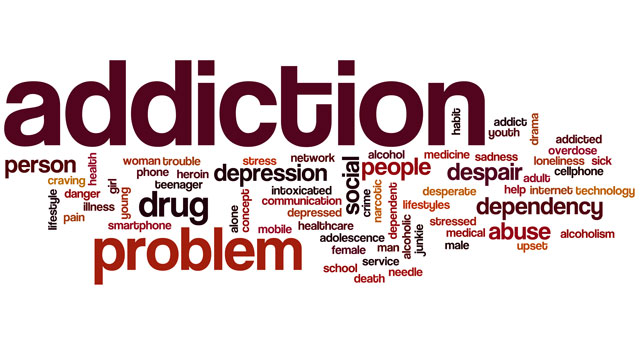 addiction
habit
addict
youth
drama
addicted
overdose
person
health
woman
trouble
stress
network
alcohol
medicine
sadness
loneliness
sick
craving
girl
phone
heroin
depression
social
people
despair
adult
cellphone
lifestyle
danger
young
teenager
intoxicated
crime
narcotic
desperate
help
internet
technology
illness
drug
alone
concept
communication
dependent
lifestyles
dependency
pain
depressed
smartphone
mobile
healthcare
alcoholic
junkie
stressed
abuse
problem
adolescence
man
medical
alcoholism
female
male
upset
service
school
needle
death